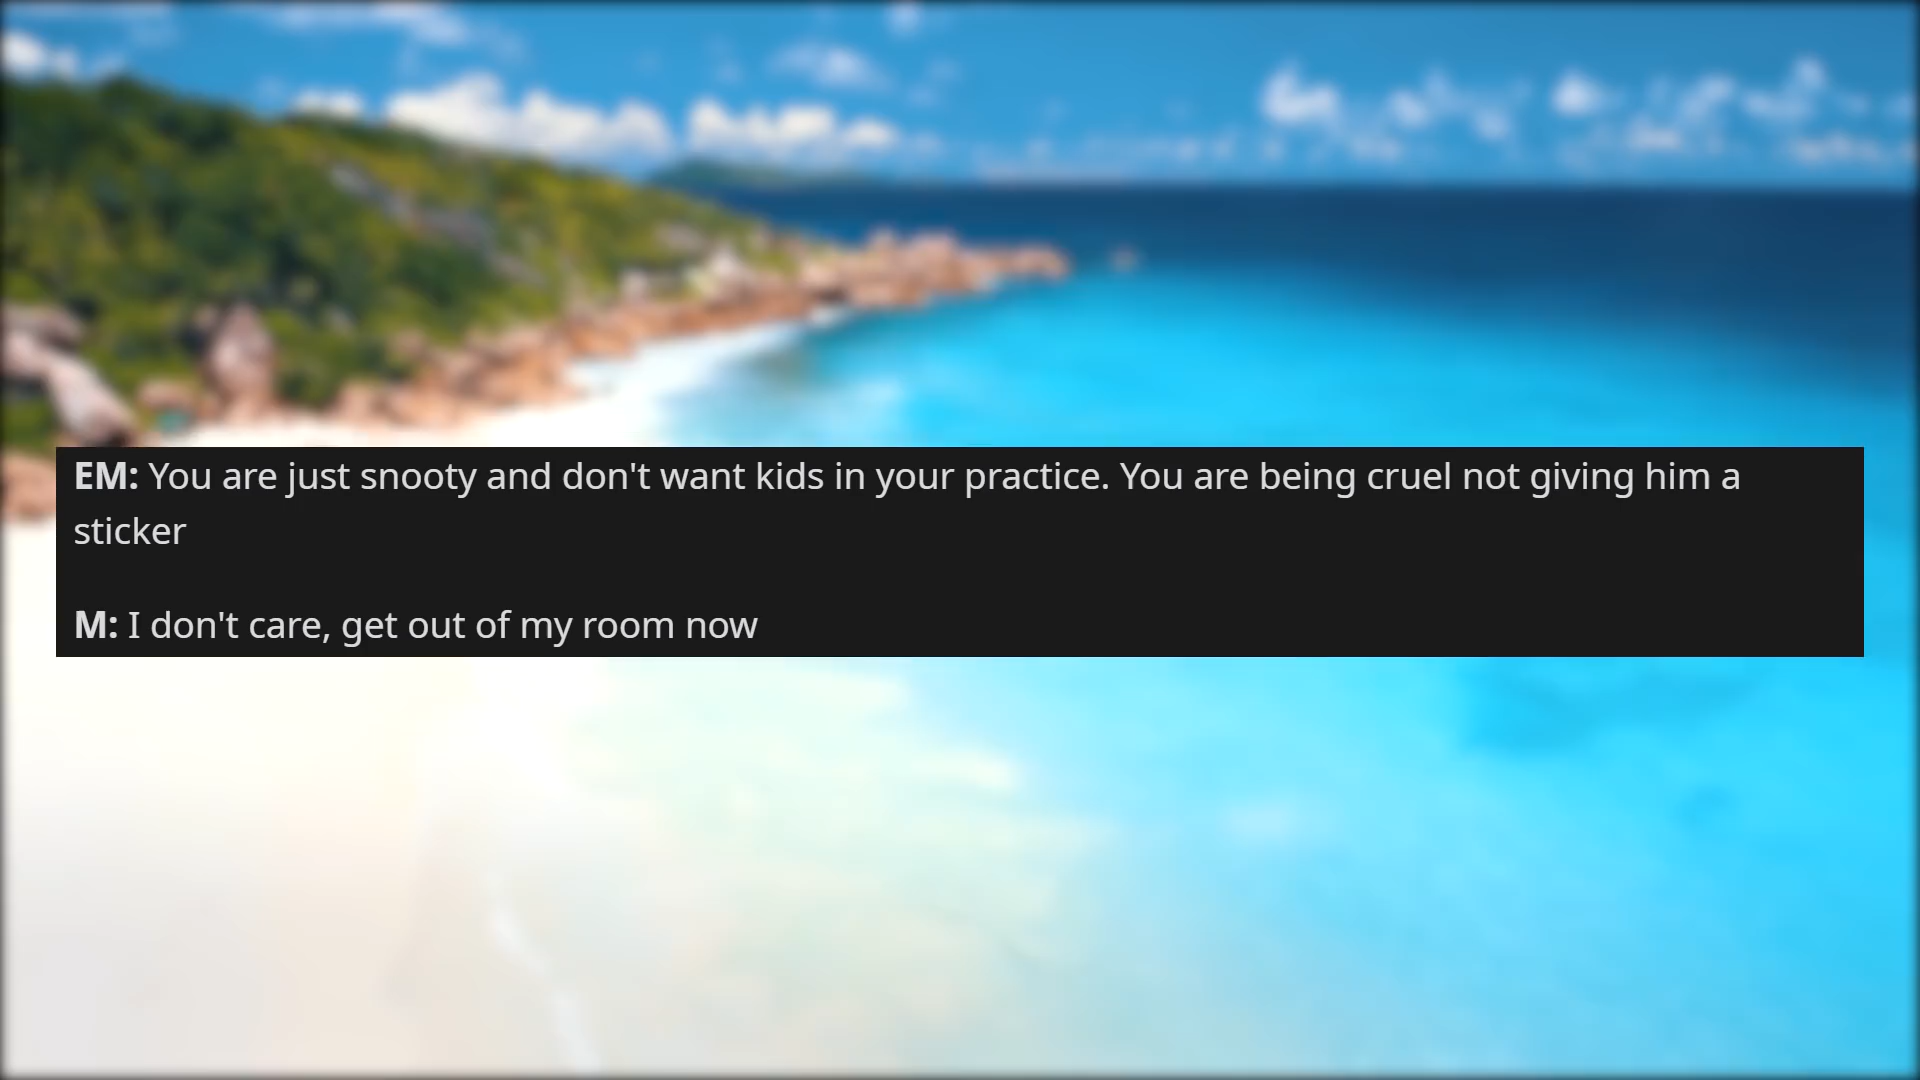 EM: You are just snooty and don't want kids in your practice. You are being cruel not giving him a
sticker
M: I don't care, get out of my room now